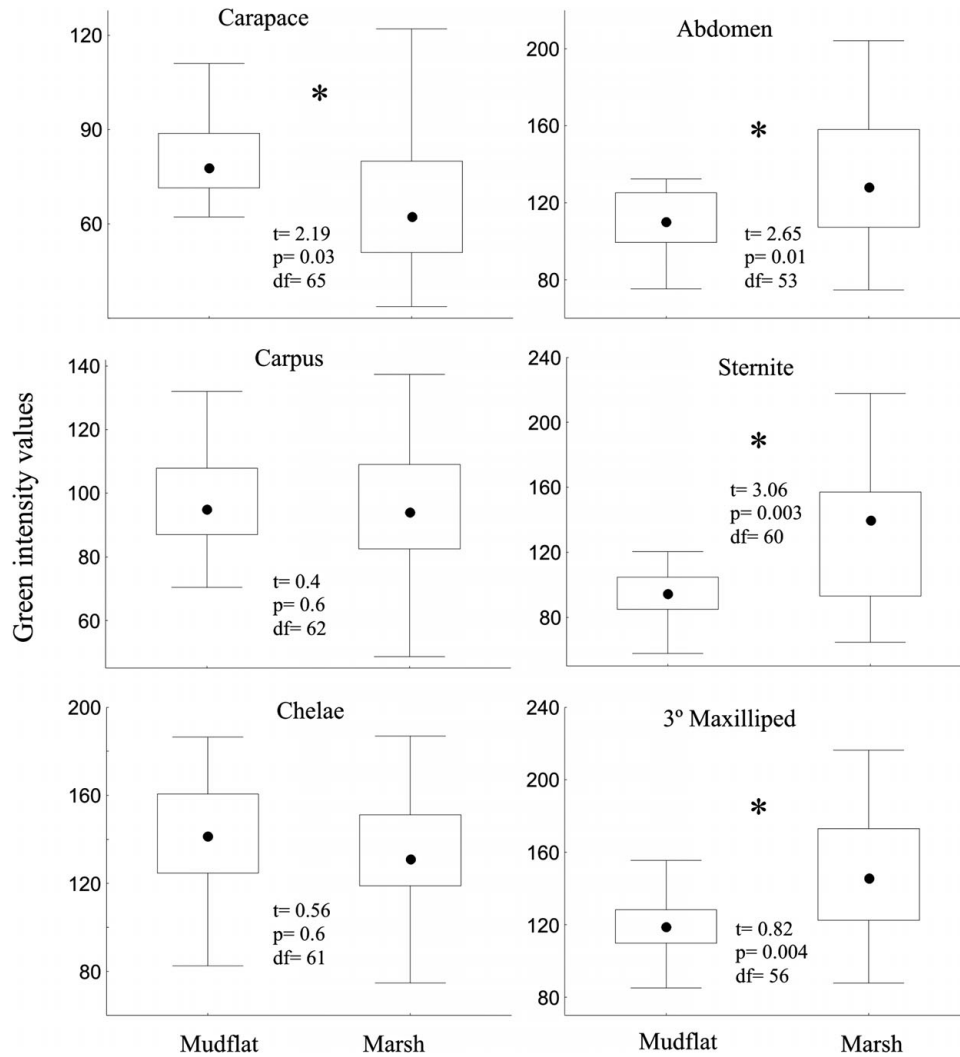 Green intensity values
Carapace
120
90
60
*
t= 2.19
p= 0.03
df= 65
Abdomen
200
160
120
80
*
t= 2.65
p= 0.01
df= 53
Carpus
140
120
100
80
60
t= 0.4
p= 0.6
df= 62
Sternite
240
200
160
120
80
*
t= 3.06
p= 0.003
df= 60
Chelae
200
160
120
80
t= 0.56
p= 0.6
df= 61
Mudflat
Marsh
3º Maxilliped
240
200
160
120
80
*
t= 0.82
p= 0.004
df= 56
Mudflat
Marsh